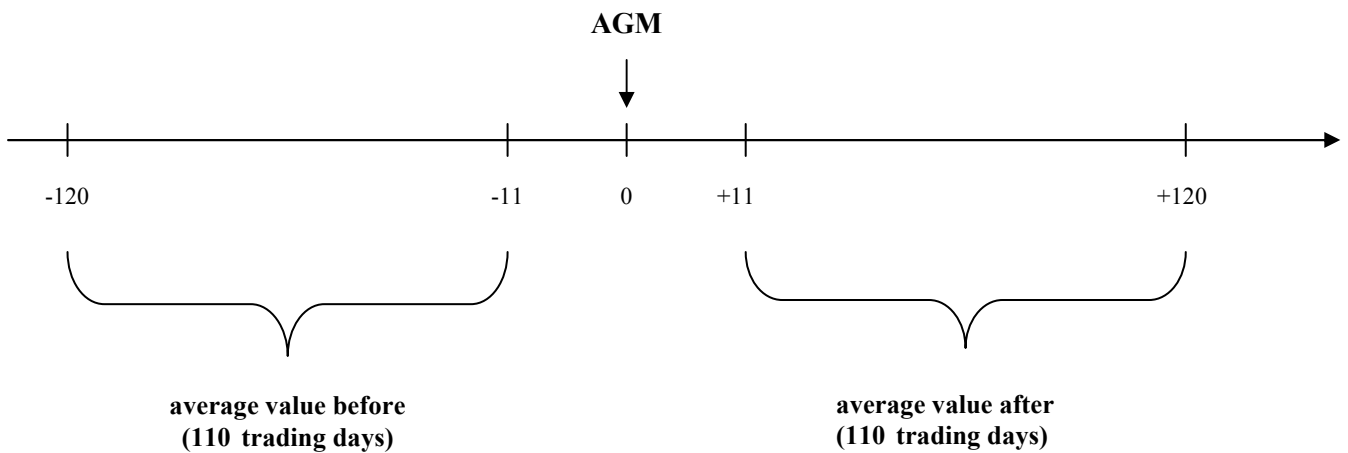 AGM
-120
-11
0
+11
+120
average value before
(110 trading days)
average value after
(110 trading days)